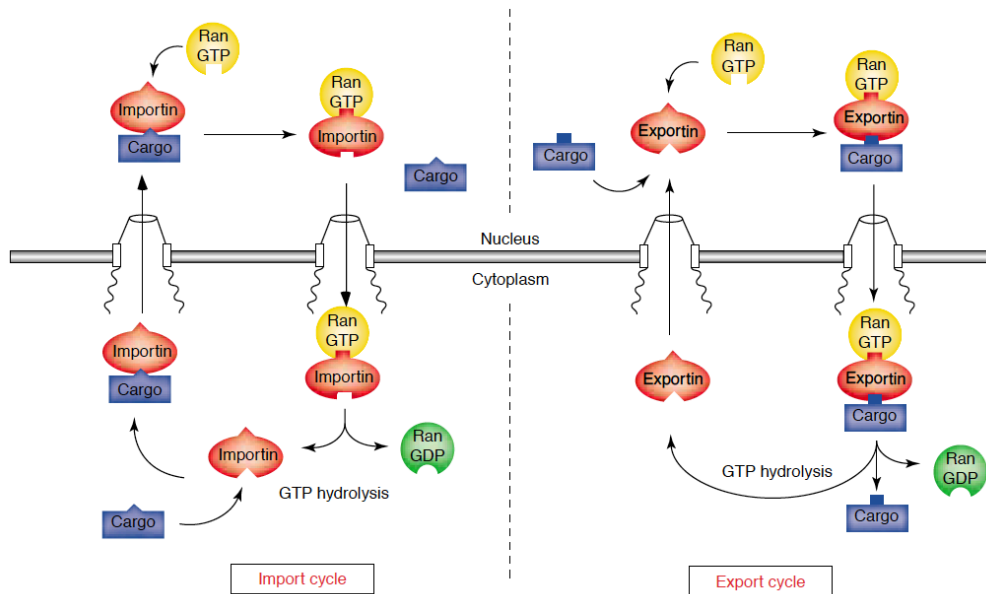 Ran
GTP
Importin
Cargo
Ran
GTP
Importin
Cargo
Ran
GTP
Exportin
Cargo
Ran
GTP
Exportin
Cargo
Nucleus
Cytoplasm
Importin
Cargo
Ran
GTP
Importin
Importin
Ran
GDP
GTP hydrolysis
Cargo
Exportin
Ran
GTP
Exportin
Cargo
GTP hydrolysis
Ran
GDP
Cargo
Import cycle
Export cycle